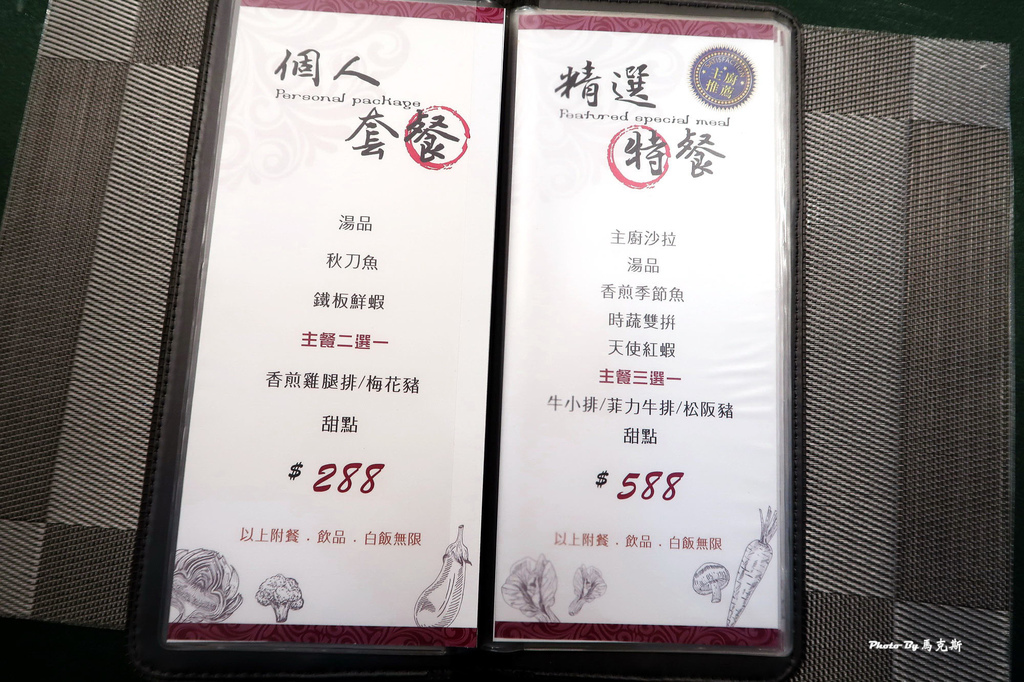 個人
Personal package
套餐
湯品
秋刀魚
鐵板鮮蝦
主餐二選一
香煎雞腿排/梅花豬
甜點
$ 288
以上附餐．飲品．白飯無限
精選
主廚
推薦
Featured special meal
特餐
主廚沙拉
湯品
香煎季節魚
時蔬雙拼
天使紅蝦
主餐三選一
牛小排/菲力牛排/松阪豬
甜點
$ 588
以上附餐．飲品．白飯無限
Photo By 馬克斯